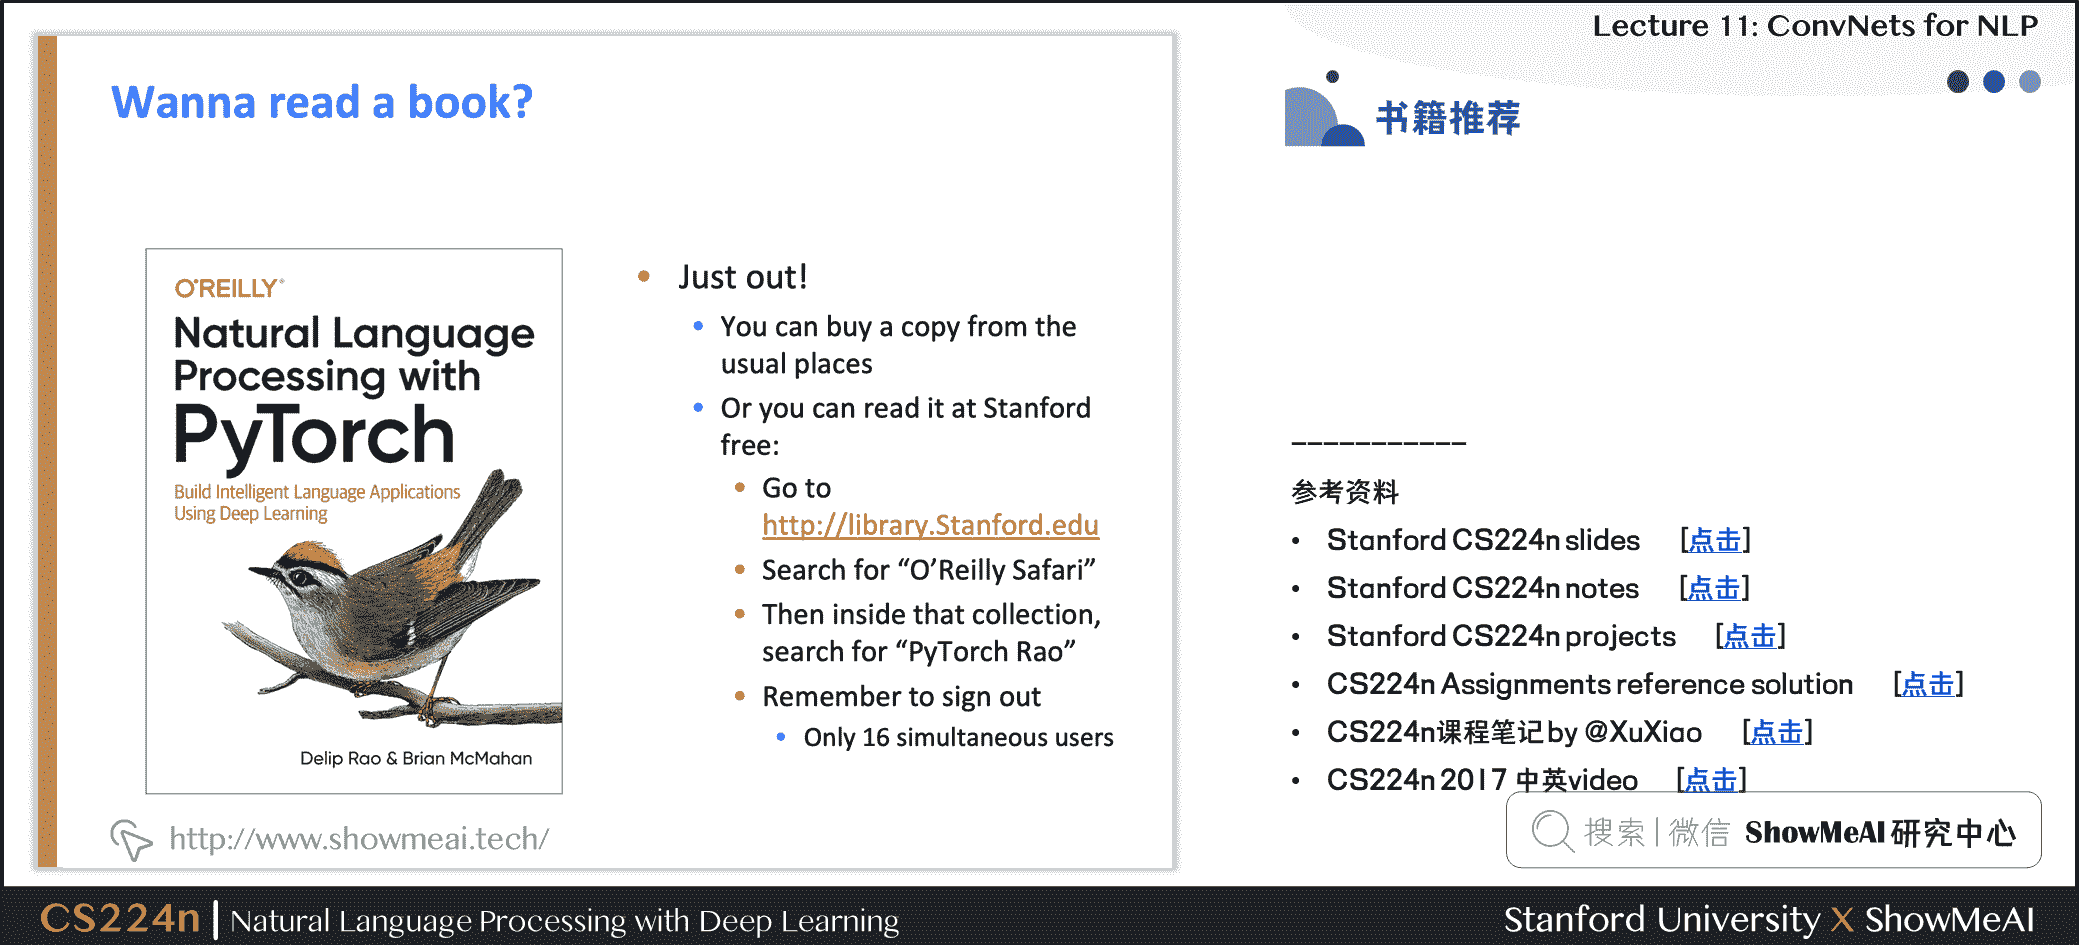 Lecture 11: ConvNets for NLP
Wanna read a book?
O'REILLY®
Natural Language
Processing with
PyTorch
Build Intelligent Language Applications
Using Deep Learning
Delip Rao & Brian McMahan
• Just out!
• You can buy a copy from the
usual places
• Or you can read it at Stanford
free:
• Go to
http://library.Stanford.edu
• Search for “O’Reilly Safari”
• Then inside that collection,
search for “PyTorch Rao”
• Remember to sign out
• Only 16 simultaneous users
http://www.showmeai.tech/
书籍推荐
-----------
参考资料
• Stanford CS224n slides [点击]
• Stanford CS224n notes [点击]
• Stanford CS224n projects [点击]
• CS224n Assignments reference solution [点击]
• CS224n课程笔记by @XuXiao [点击]
• CS224n 2017 中英video [点击]
搜索|微信 ShowMeAI 研究中心
CS224n | Natural Language Processing with Deep Learning
Stanford University X ShowMeAI